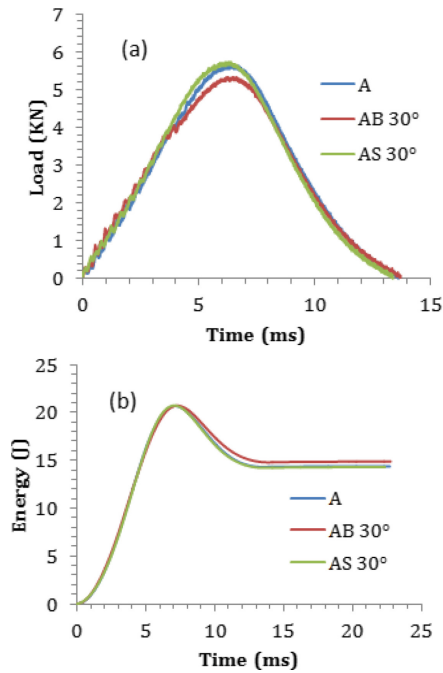 7
6
5
4
3
2
1
0
Load (KN)
(a)
A
AB 30°
AS 30°
0 5 10 15
Time (ms)
25
20
15
10
5
0
Energy (J)
(b)
A
AB 30°
AS 30°
0 5 10 15 20 25
Time (ms)